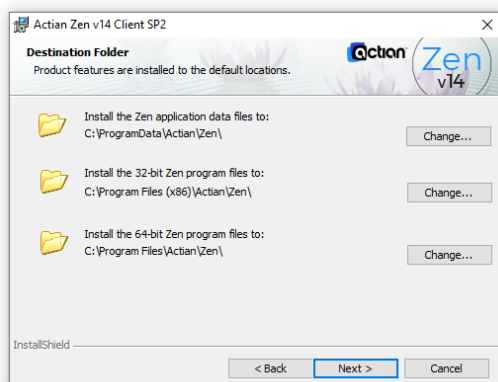 Actian Zen v14 Client SP2
Destination Folder
Product features are installed to the default locations.
actian
Zen
v14
Install the Zen application data files to:
C:\ProgramData\Actian\Zen\
Change...
Install the 32-bit Zen program files to:
C:\Program Files (x86)\Actian\Zen\
Change...
Install the 64-bit Zen program files to:
C:\Program Files\Actian\Zen\
Change...
InstallShield
< Back
Next >
Cancel